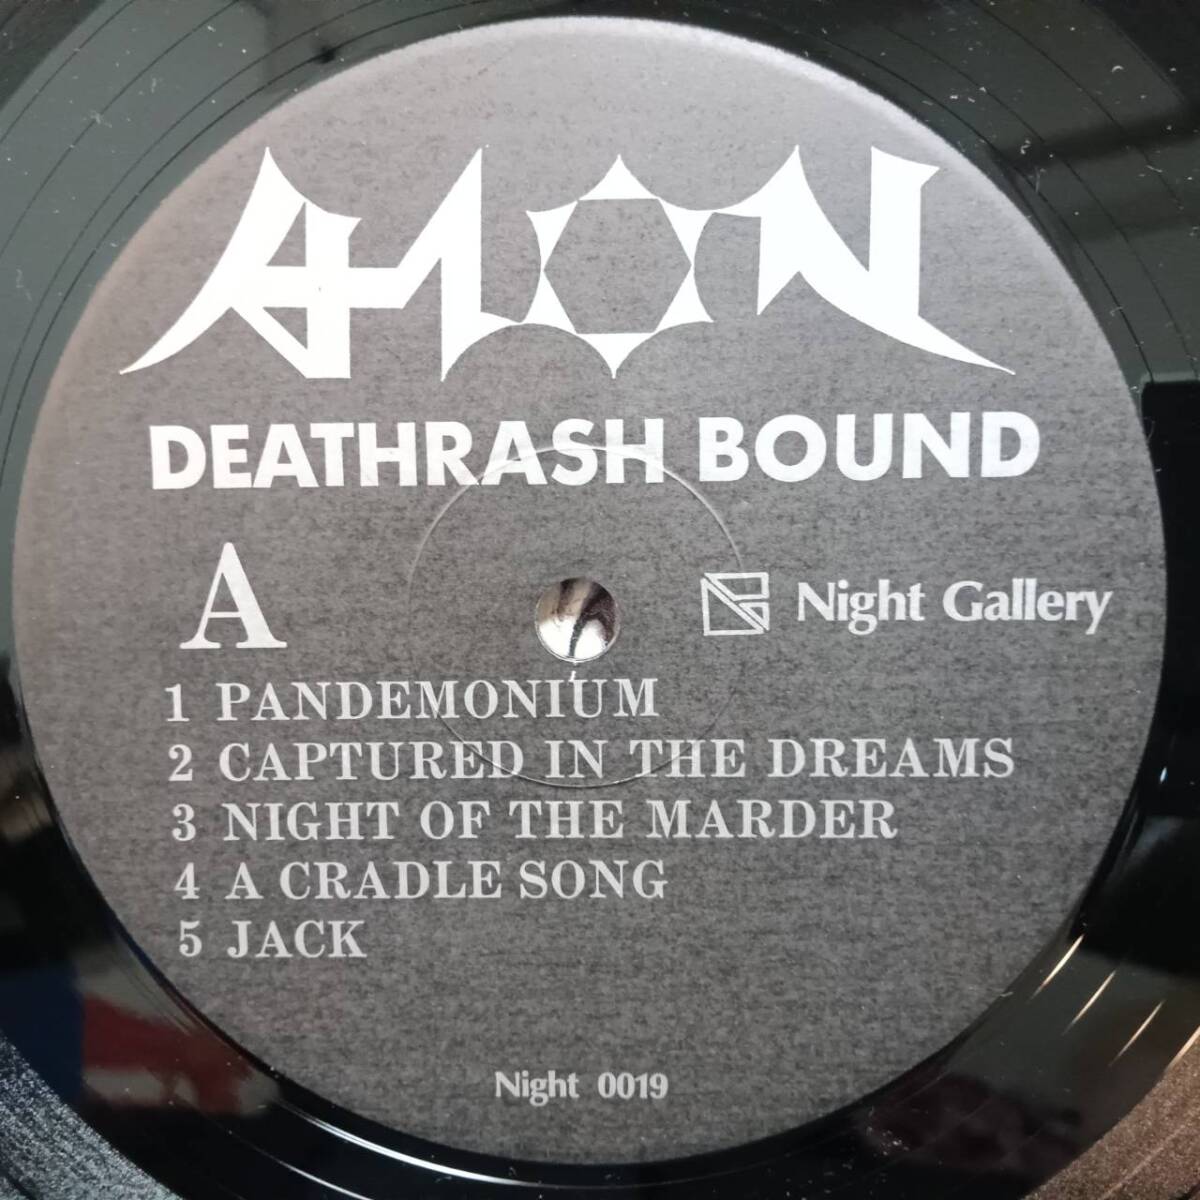 AION
DEATHRASH BOUND
A
Night Gallery
1 PANDEMONIUM
2 CAPTURED IN THE DREAMS
3 NIGHT OF THE MARDER
4 A CRADLE SONG
5 JACK
Night 0019